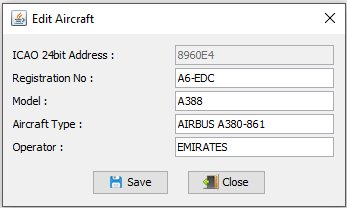 Edit Aircraft
ICAO 24bit Address : 8960E4
Registration No : A6-EDC
Model : A388
Aircraft Type : AIRBUS A380-861
Operator : EMIRATES
Save Close